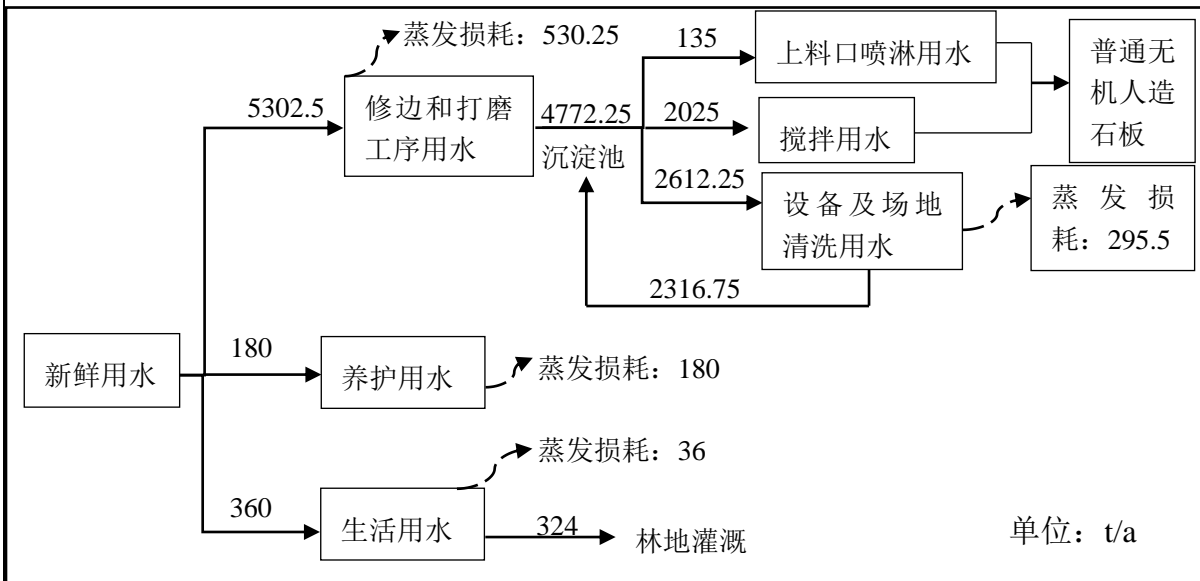 蒸发损耗：530.25
135
上料口喷淋用水
普通无
机人造
石板
5302.5
修边和打磨
工序用水
4772.25
沉淀池
2025
搅拌用水
2612.25
设备及场地
清洗用水
蒸发损
耗：295.5
2316.75
新鲜用水
180
养护用水
蒸发损耗：180
蒸发损耗：36
360
生活用水
324
林地灌溉
单位：t/a